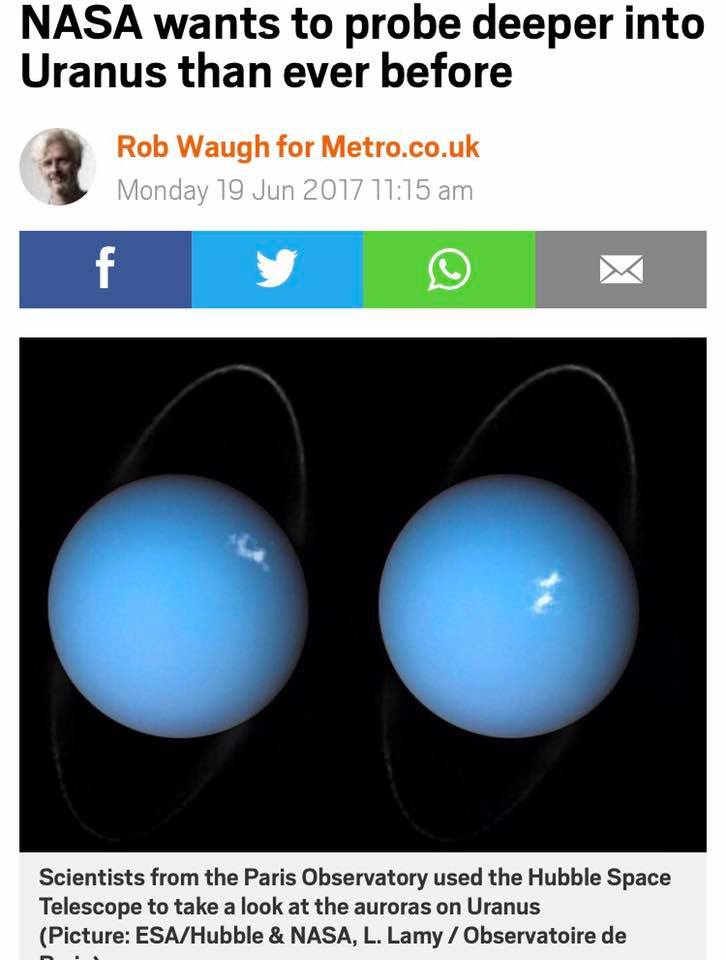 NASA wants to probe deeper into
Uranus than ever before
Rob Waugh for Metro.co.uk
Monday 19 Jun 2017 11:15 am
f
Scientists from the Paris Observatory used the Hubble Space
Telescope to take a look at the auroras on Uranus
(Picture: ESA/Hubble & NASA, L. Lamy / Observatoire de